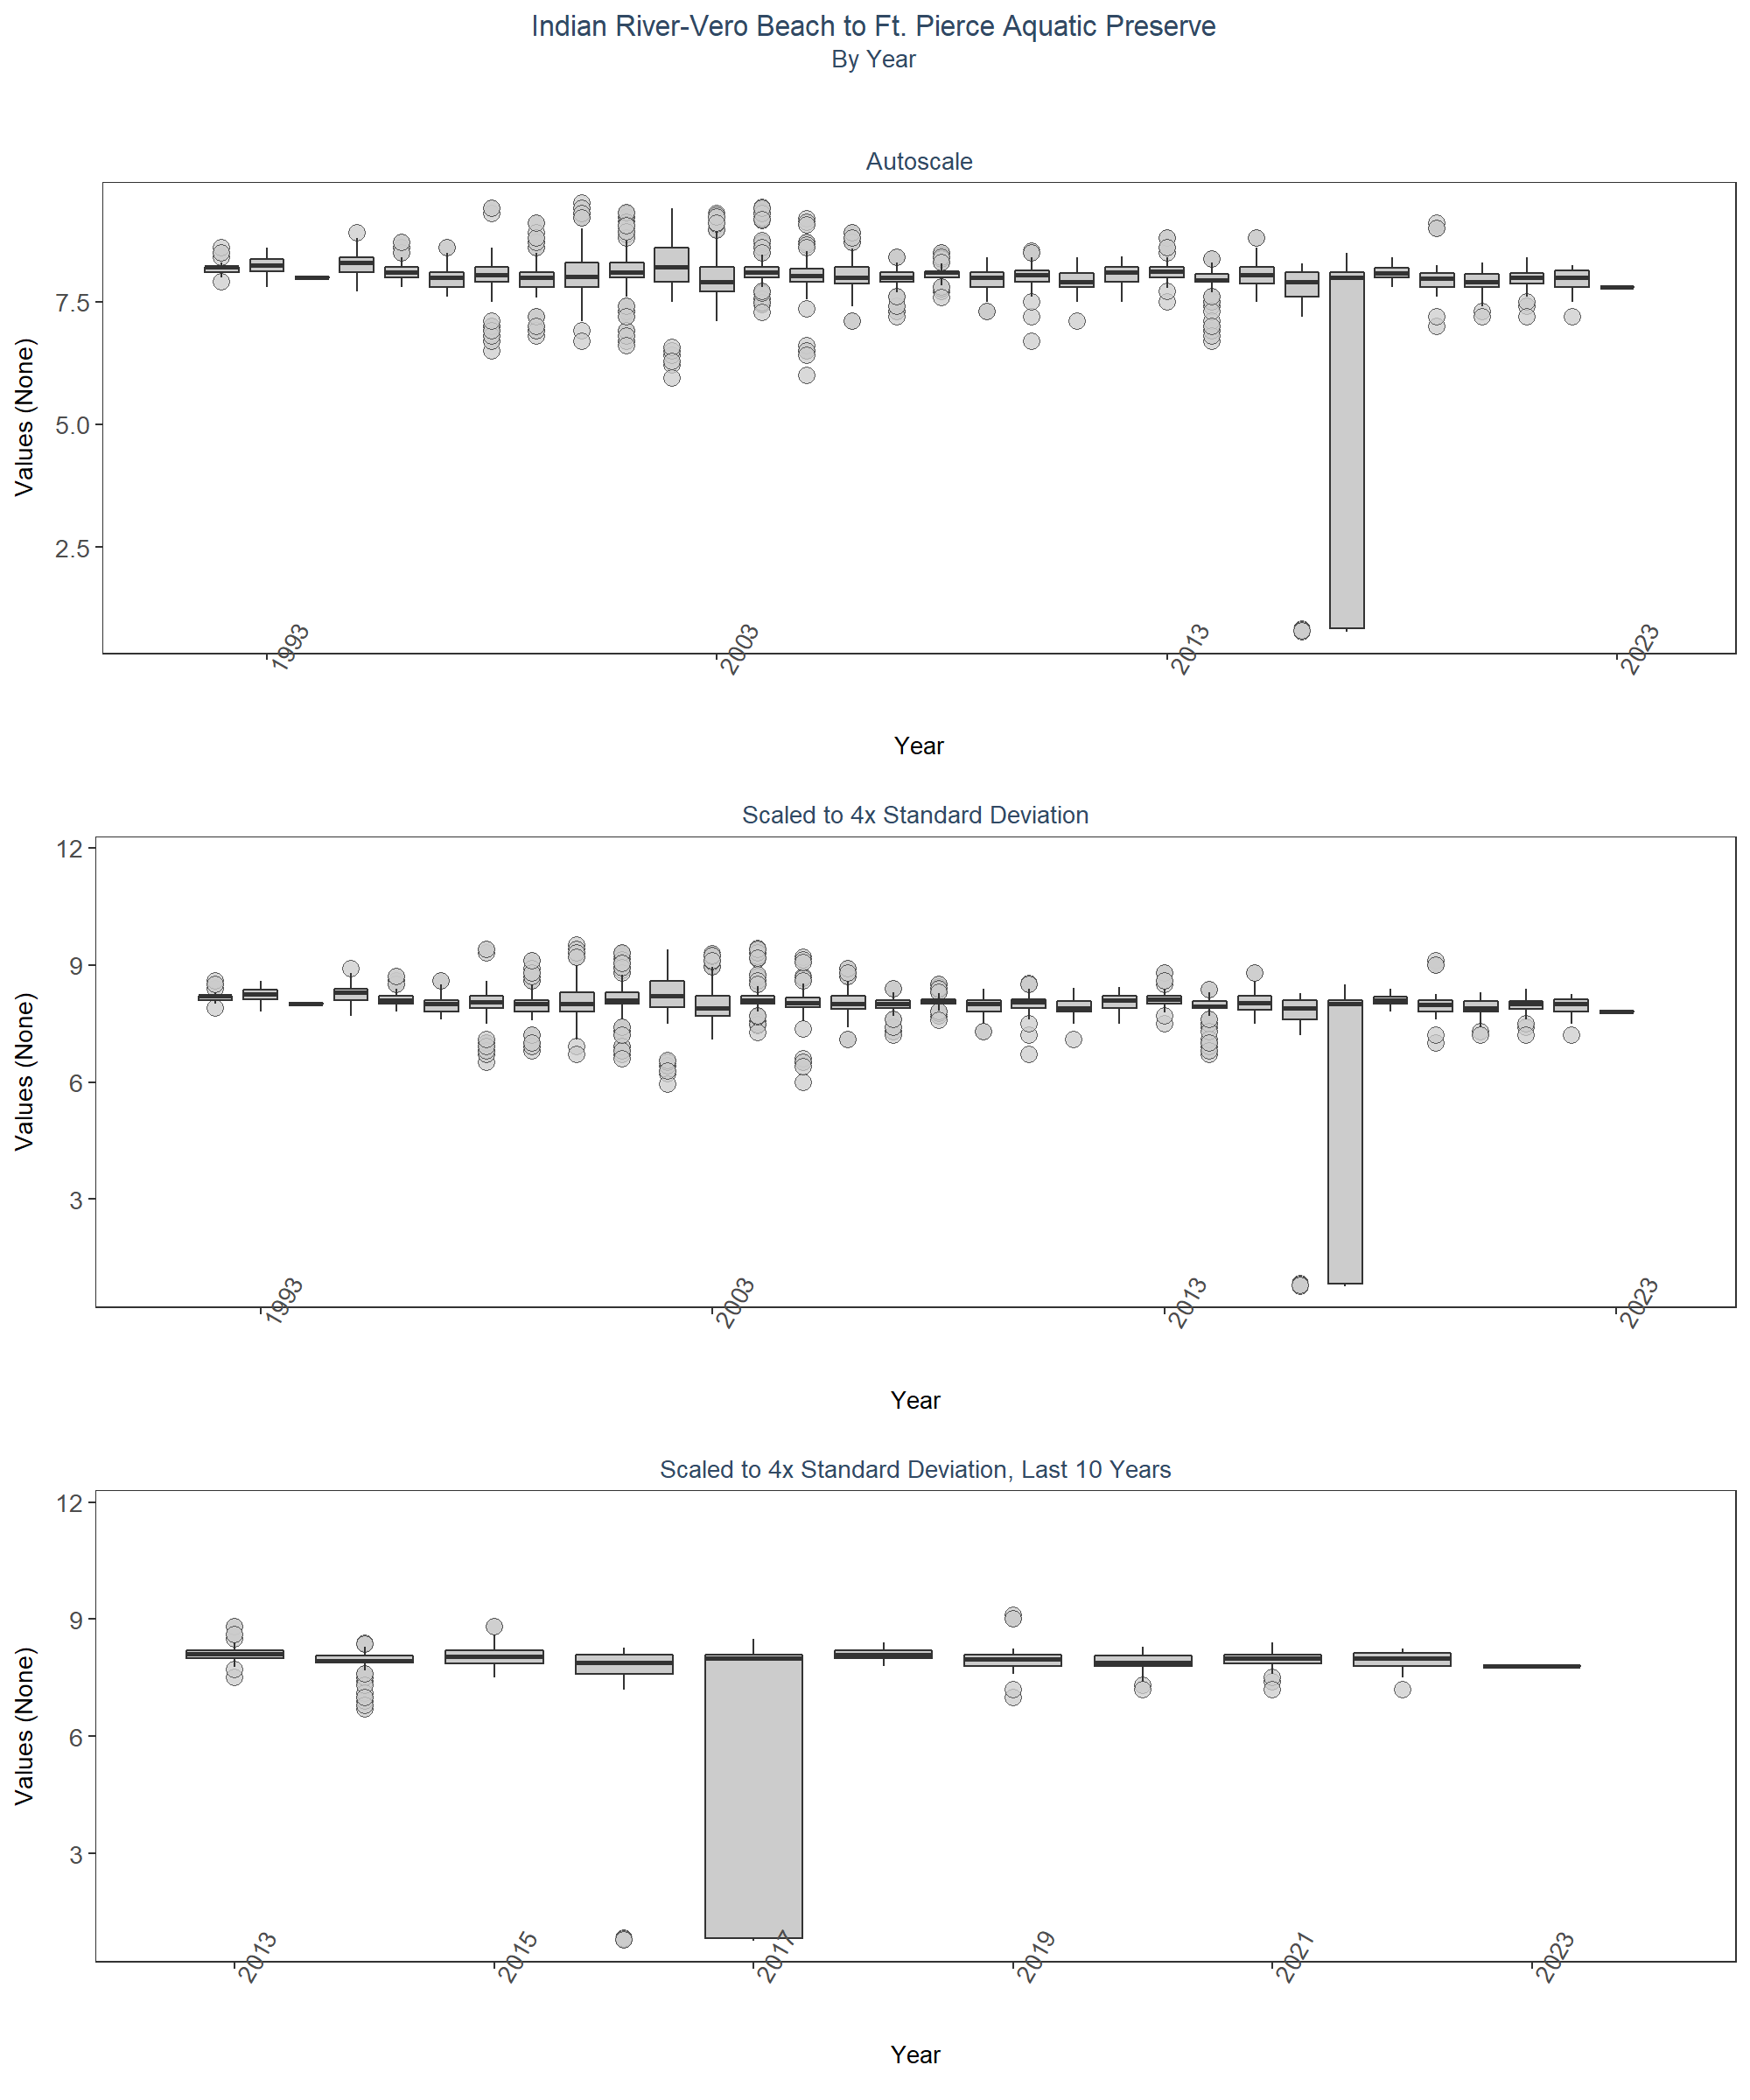 Indian River-Vero Beach to Ft. Pierce Aquatic Preserve
By Year
Autoscale
Values (None)
7.5
5.0
2.5
1993
2003
2013
2023
Year
Scaled to 4x Standard Deviation
Values (None)
12
9
6
3
1993
2003
2013
2023
Year
Scaled to 4x Standard Deviation, Last 10 Years
Values (None)
12
9
6
3
2013
2015
2017
2019
2021
2023
Year